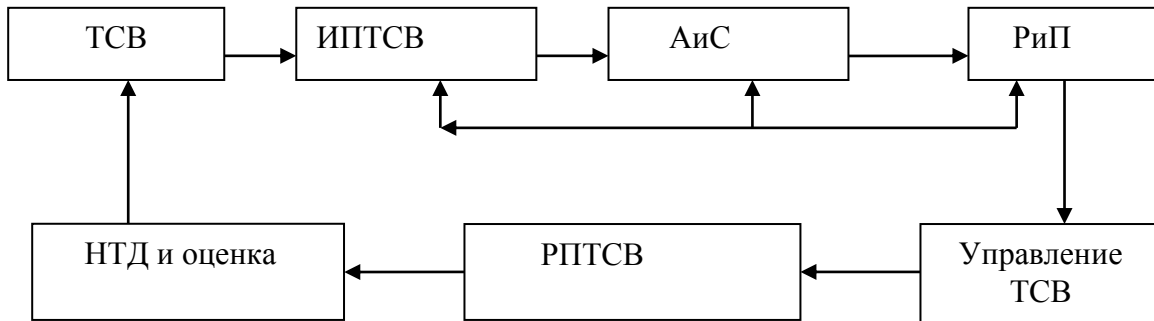 ТСВ
ИПТСВ
АиС
РиП
НТД и оценка
РПТСВ
Управление
ТСВ